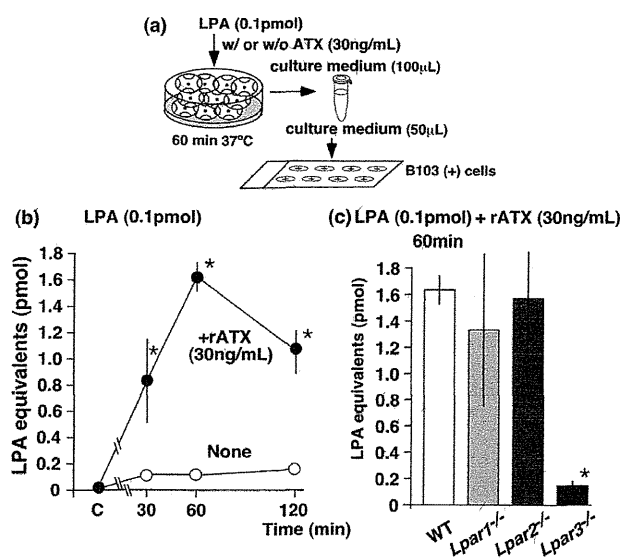 (a)
LPA (0.1pmol)
w/ or w/o ATX (30ng/mL)
culture medium (100μL)
60 min 37ºC
culture medium (50μL)
B103 (+) cells
(b) LPA (0.1pmol)
LPA equivalents (pmol)
1.8
1.6
1.4
1.2
1.0
0.8
0.6
0.4
0.2
0
*
*
*
+rATX
(30ng/mL)
None
C 30 60 120
Time (min)
(c) LPA (0.1pmol) + rATX (30ng/mL)
60min
LPA equivalents (pmol)
1.8
1.6
1.4
1.2
1.0
0.8
0.6
0.4
0.2
0
*
WT Lpar1-/- Lpar2-/- Lpar3-/-